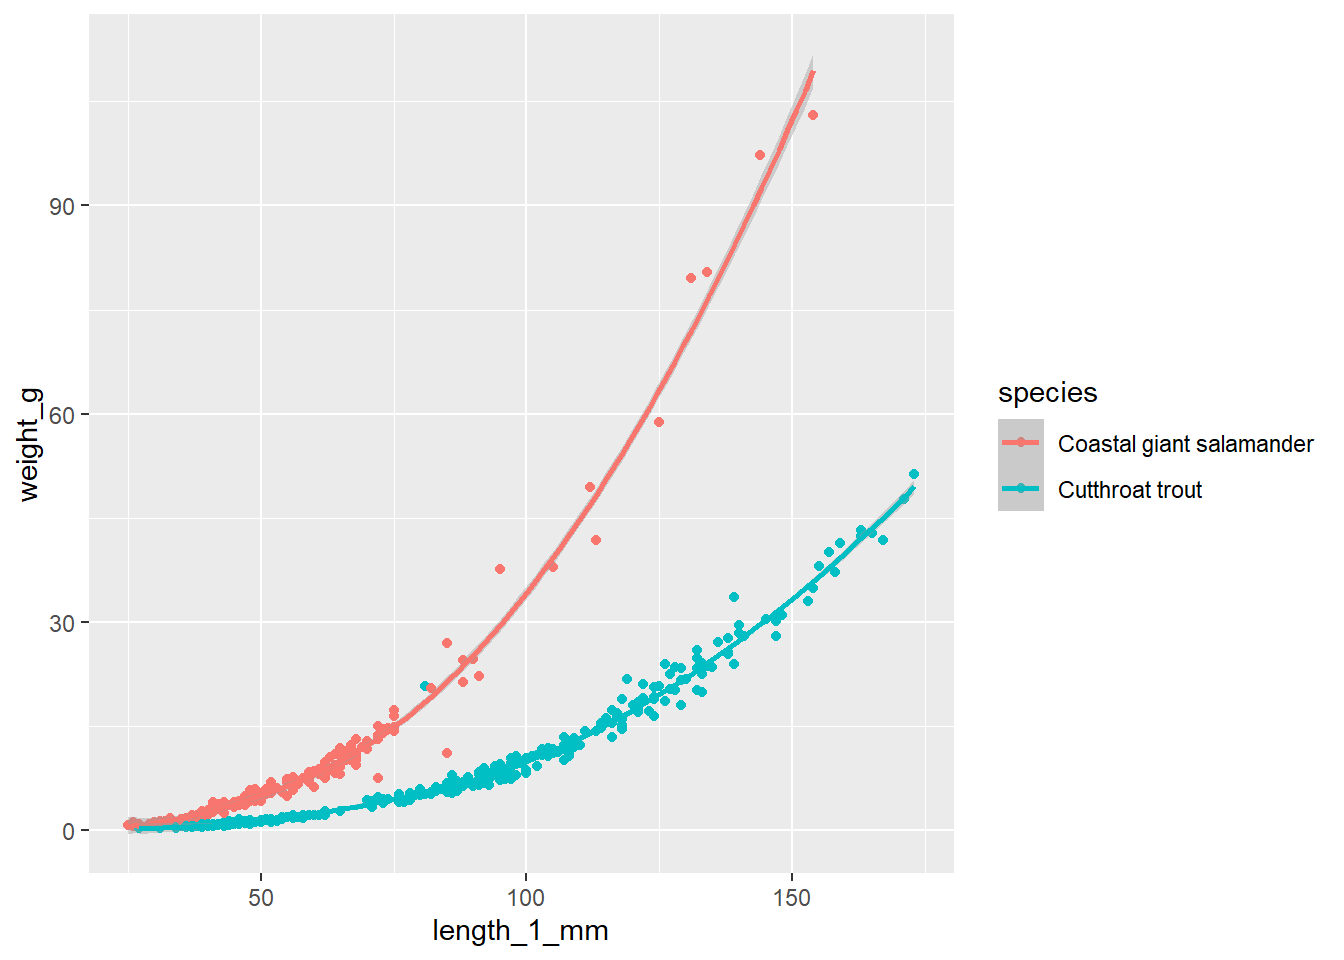 90
60
30
0
weight_g
50
100
150
length_1_mm
species
Coastal giant salamander
Cutthroat trout